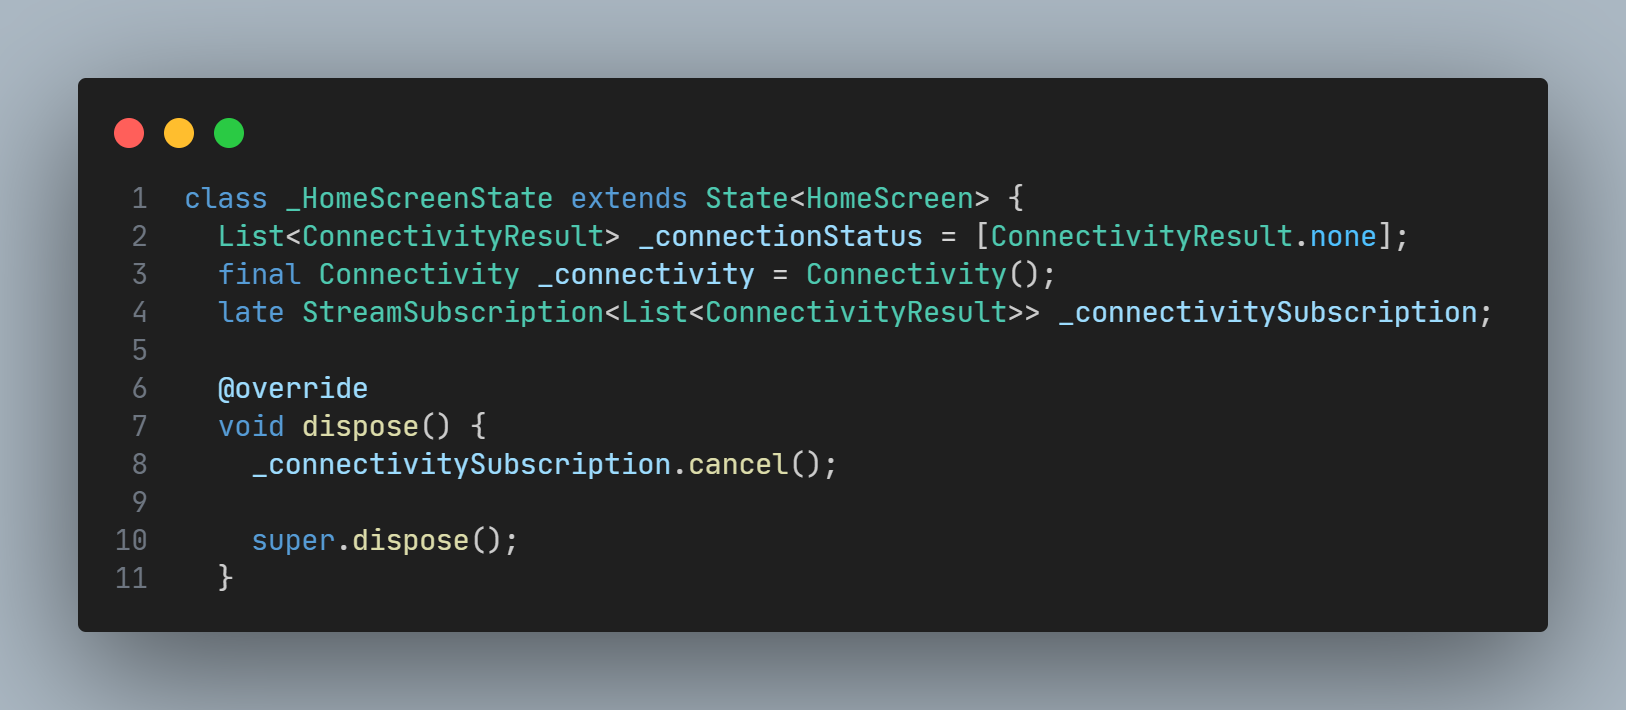 1 class _HomeScreenState extends State<HomeScreen> {
2   List<ConnectivityResult> _connectionStatus = [ConnectivityResult.none];
3   final Connectivity _connectivity = Connectivity();
4   late StreamSubscription<List<ConnectivityResult>> _connectivitySubscription;
5
6   @override
7   void dispose() {
8     _connectivitySubscription.cancel();
9
10     super.dispose();
11   }